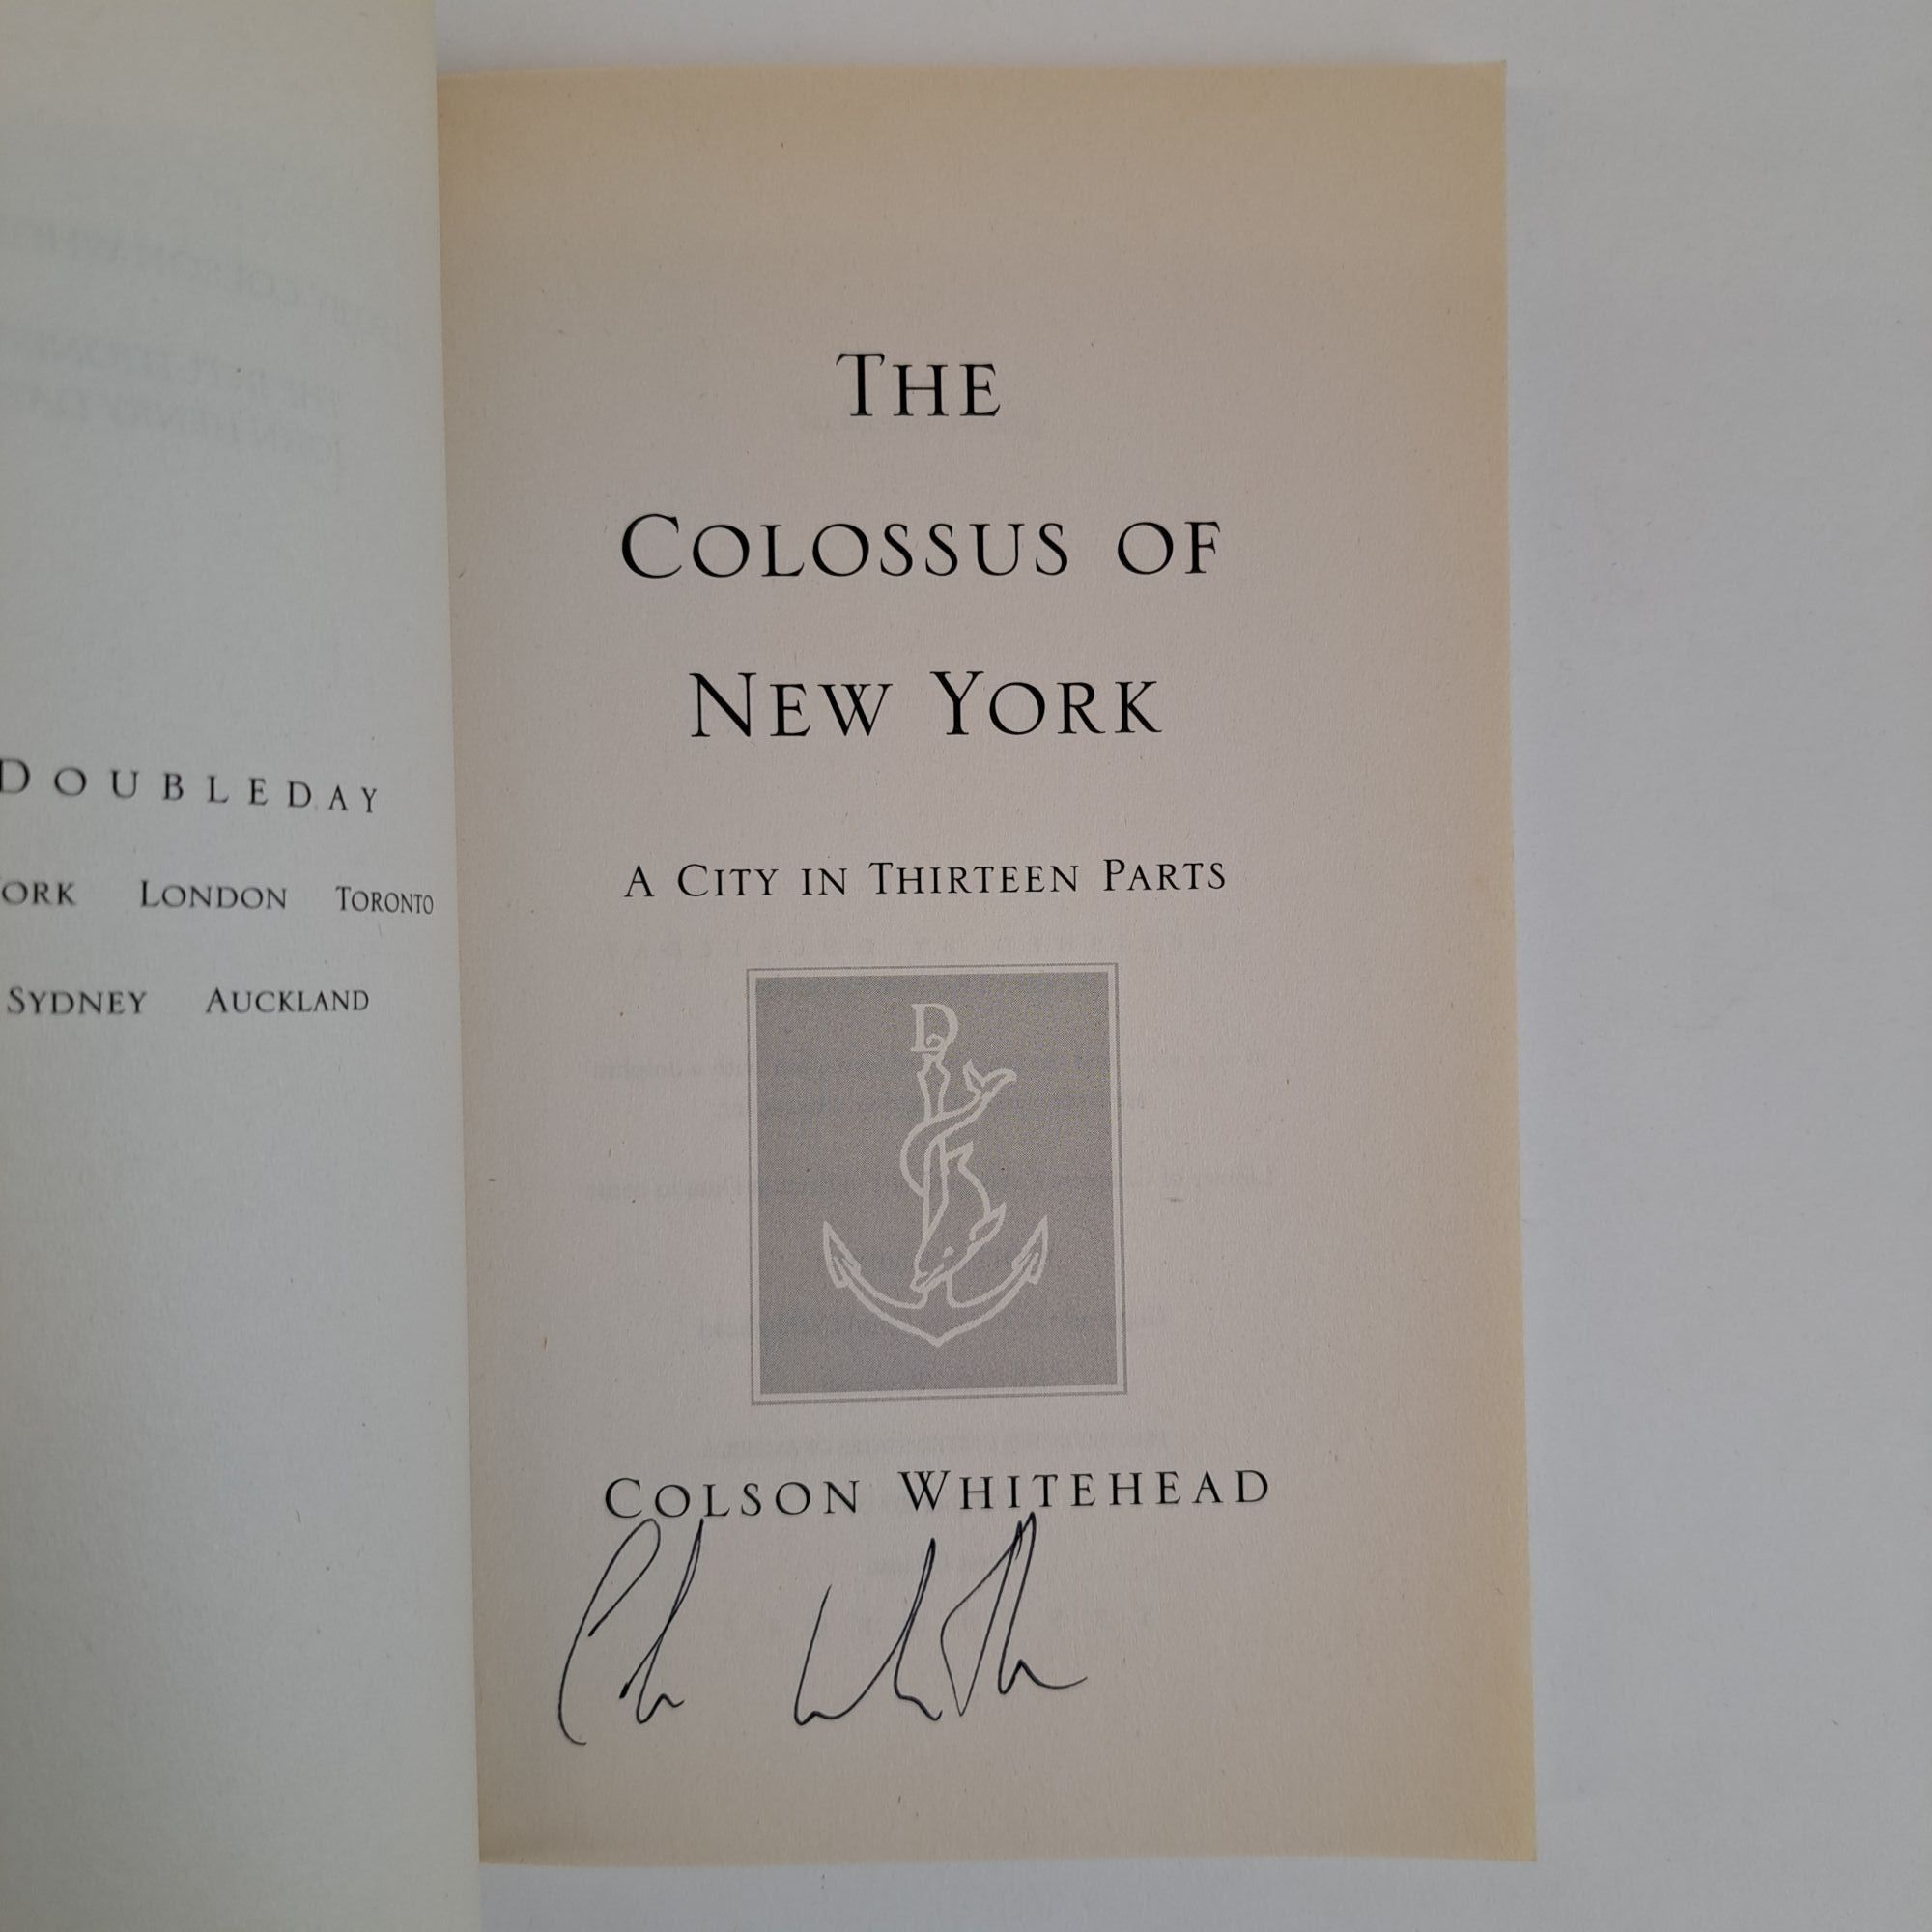 DOUBLEDAY
ORK LONDON TORONTO
SYDNEY AUCKLAND
THE
COLOSSUS OF
NEW YORK
A CITY IN THIRTEEN PARTS
D
COLSON WHITEHEAD